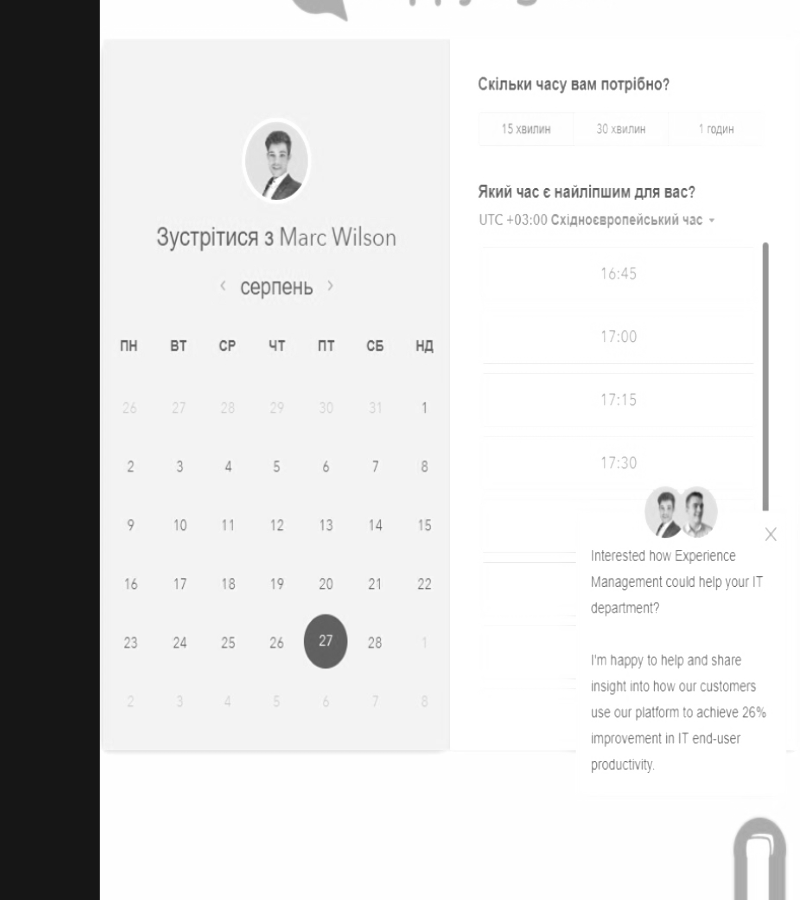 Скільки часу вам потрібно?
15 хвилин 30 хвилин 1 годин
Який час є найліпшим для вас?
UTC +03:00 Східноєвропейський час
Зустрітися з Marc Wilson
‹ серпень ›
ПН ВТ СР ЧТ ПТ СБ НД
26 27 28 29 30 31 1
2 3 4 5 6 7 8
9 10 11 12 13 14 15
16 17 18 19 20 21 22
23 24 25 26 27 28 1
2 3 4 5 6 7 8
16:45
17:00
17:15
17:30
Interested how Experience
Management could help your IT
department?
I'm happy to help and share
insight into how our customers
use our platform to achieve 26%
improvement in IT end-user
productivity.